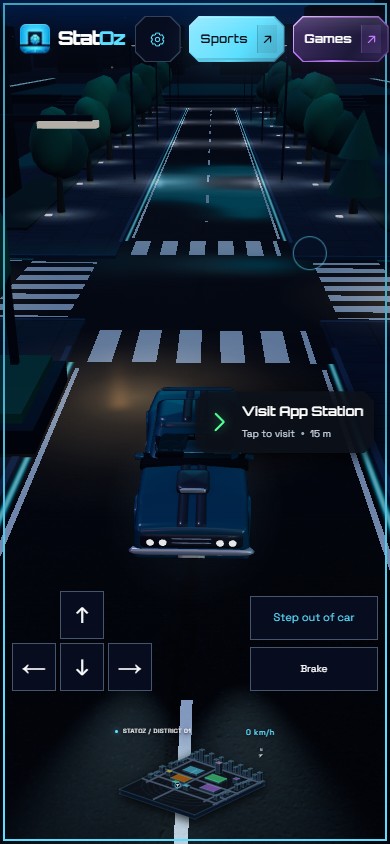 StatOz
Sports
Games
Visit App Station
Tap to visit • 15 m
Step out of car
Brake
STATOZ / DISTRICT 01
0 km/h